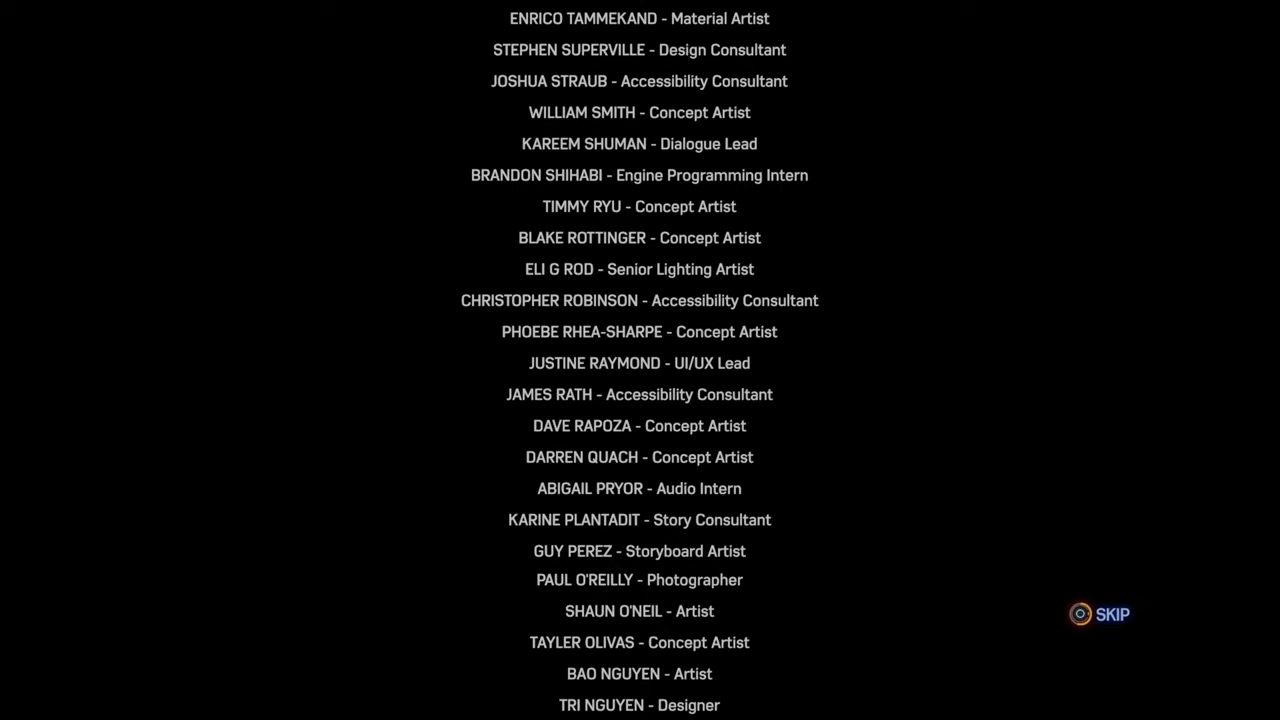 ENRICO TAMMEKAND - Material Artist
STEPHEN SUPERVILLE - Design Consultant
JOSHUA STRAUB - Accessibility Consultant
WILLIAM SMITH - Concept Artist
KAREEM SHUMAN - Dialogue Lead
BRANDON SHIHABI - Engine Programming Intern
TIMMY RYU - Concept Artist
BLAKE ROTTINGER - Concept Artist
ELI G ROD - Senior Lighting Artist
CHRISTOPHER ROBINSON - Accessibility Consultant
PHOEBE RHEA-SHARPE - Concept Artist
JUSTINE RAYMOND - UI/UX Lead
JAMES RATH - Accessibility Consultant
DAVE RAPOZA - Concept Artist
DARREN QUACH - Concept Artist
ABIGAIL PRYOR - Audio Intern
KARINE PLANTADIT - Story Consultant
GUY PEREZ - Storyboard Artist
PAUL O'REILLY - Photographer
SHAUN O'NEIL - Artist
SKIP
TAYLER OLIVAS - Concept Artist
BAO NGUYEN - Artist
TRI NGUYEN - Designer